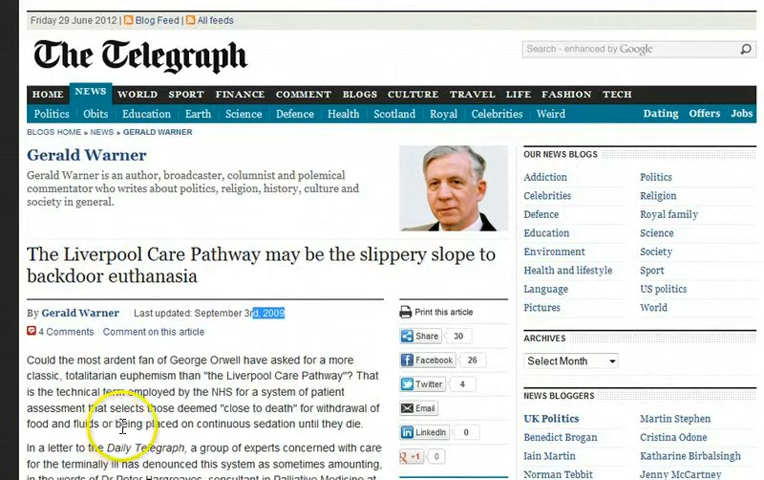 Friday 29 June 2012 | Blog Feed | All feeds
The Telegraph
Search - enhanced by Google
HOME NEWS WORLD SPORT FINANCE COMMENT BLOGS CULTURE TRAVEL LIFE FASHION TECH
Politics Obits Education Earth Science Defence Health Scotland Royal Celebrities Weird Dating Offers Jobs
BLOGS HOME » NEWS » GERALD WARNER
Gerald Warner
Gerald Warner is an author, broadcaster, columnist and polemical
commentator who writes about politics, religion, history, culture and
society in general.
The Liverpool Care Pathway may be the slippery slope to
backdoor euthanasia
By Gerald Warner Last updated: September 3rd, 2009
4 Comments Comment on this article
Could the most ardent fan of George Orwell have asked for a more
classic, totalitarian euphemism than "the Liverpool Care Pathway"? That
is the technical term employed by the NHS for a system of patient
assessment that selects those deemed "close to death" for withdrawal of
food and fluids or being placed on continuous sedation until they die.
In a letter to the Daily Telegraph, a group of experts concerned with care
for the terminally ill has denounced this system as sometimes amounting,
in the words of Dr Peter Hargreaves, consultant in Palliative Medicine at
Print this article
Share 30
Facebook 26
Twitter 4
Email
LinkedIn 0
+1 0
OUR NEWS BLOGS
Addiction Politics
Celebrities Religion
Defence Royal family
Education Science
Environment Society
Health and lifestyle Sport
Language US politics
Pictures World
ARCHIVES
Select Month
NEWS BLOGGERS
UK Politics Martin Stephen
Benedict Brogan Cristina Odone
Iain Martin Katharine Birbalsingh
Norman Tebbit Jenny McCartney